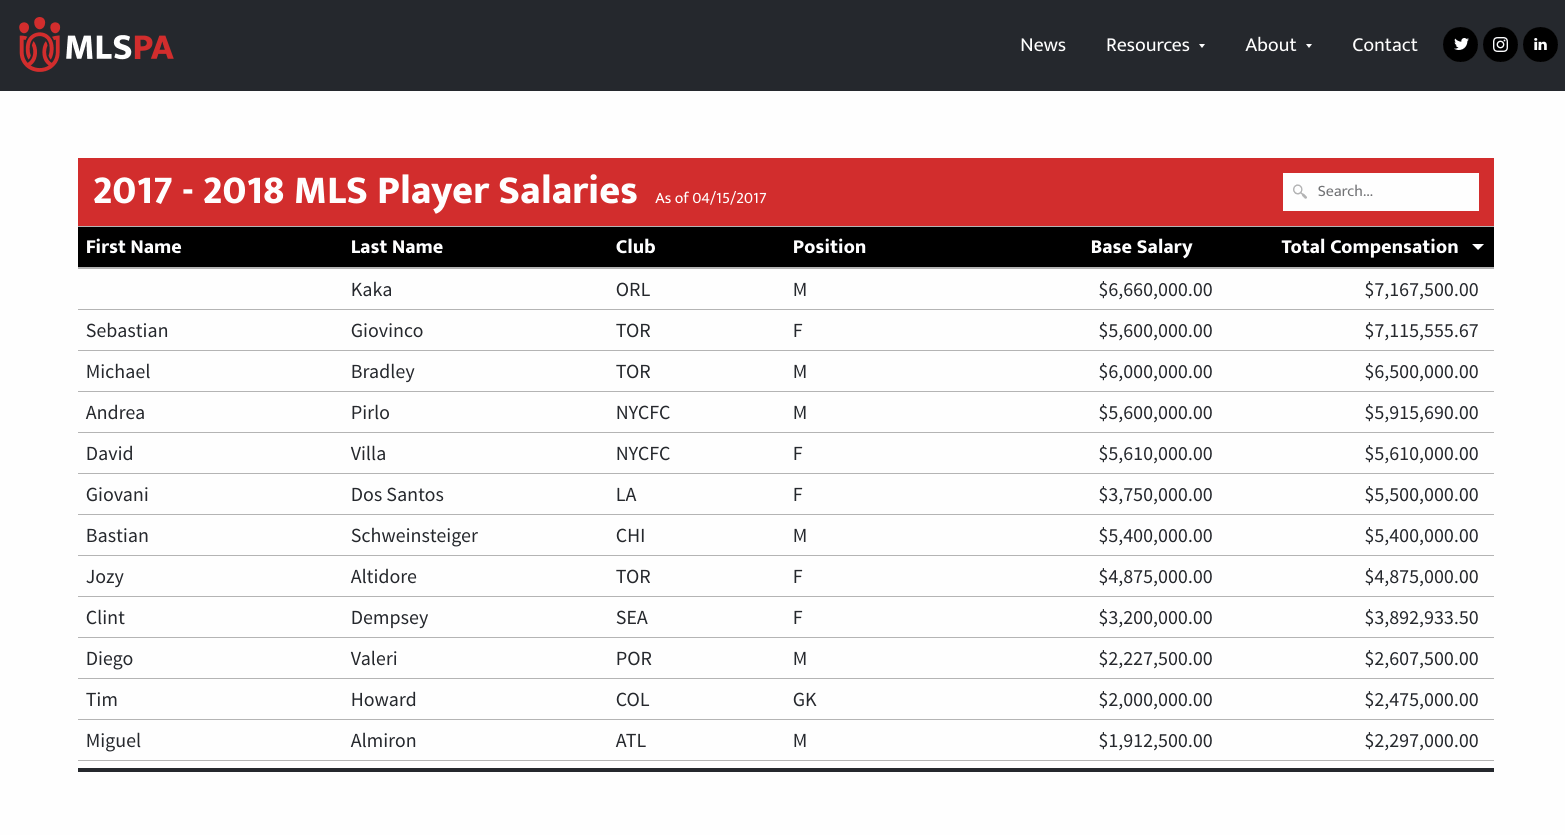 MLSPA
News Resources About Contact
2017 - 2018 MLS Player Salaries As of 04/15/2017 Search...
First Name Last Name Club Position Base Salary Total Compensation
Kaka ORL M $6,660,000.00 $7,167,500.00
Sebastian Giovinco TOR F $5,600,000.00 $7,115,555.67
Michael Bradley TOR M $6,000,000.00 $6,500,000.00
Andrea Pirlo NYCFC M $5,600,000.00 $5,915,690.00
David Villa NYCFC F $5,610,000.00 $5,610,000.00
Giovani Dos Santos LA F $3,750,000.00 $5,500,000.00
Bastian Schweinsteiger CHI M $5,400,000.00 $5,400,000.00
Jozy Altidore TOR F $4,875,000.00 $4,875,000.00
Clint Dempsey SEA F $3,200,000.00 $3,892,933.50
Diego Valeri POR M $2,227,500.00 $2,607,500.00
Tim Howard COL GK $2,000,000.00 $2,475,000.00
Miguel Almiron ATL M $1,912,500.00 $2,297,000.00